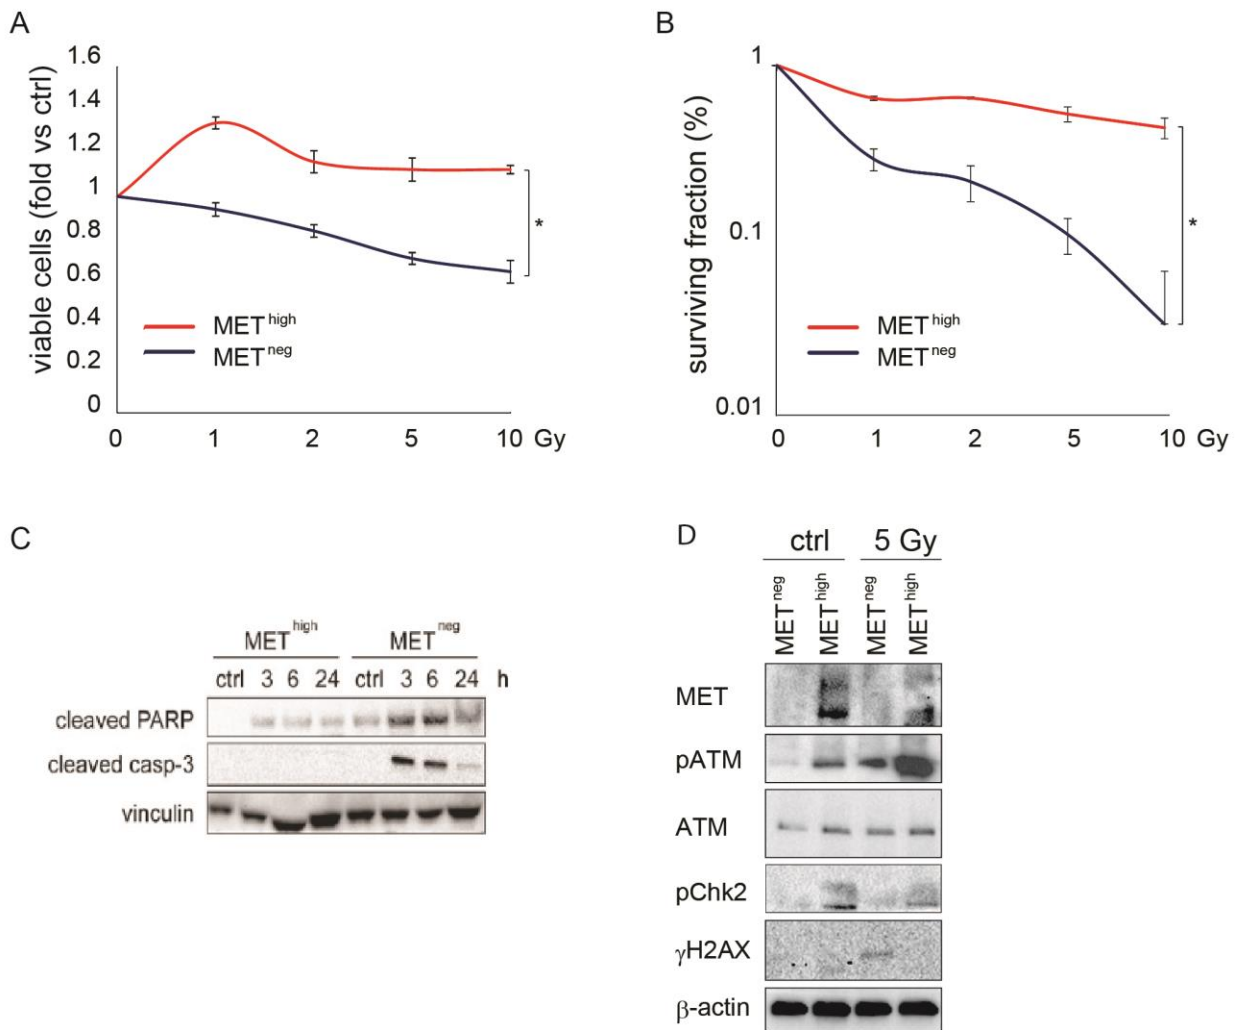 A
viable cells (fold vs ctrl)
1.6
1.4
1.2
1
0.8
0.6
0.4
0.2
0
MET high
MET neg
*
0 1 2 5 10 Gy
B
surviving fraction (%)
1
0.1
0.01
MET high
MET neg
*
0 1 2 5 10 Gy
C
MET high MET neg
ctrl 3 6 24 ctrl 3 6 24 h
cleaved PARP
cleaved casp-3
vinculin
D
ctrl 5 Gy
MET neg MET high MET neg MET high
MET
pATM
ATM
pChk2
γH2AX
β-actin